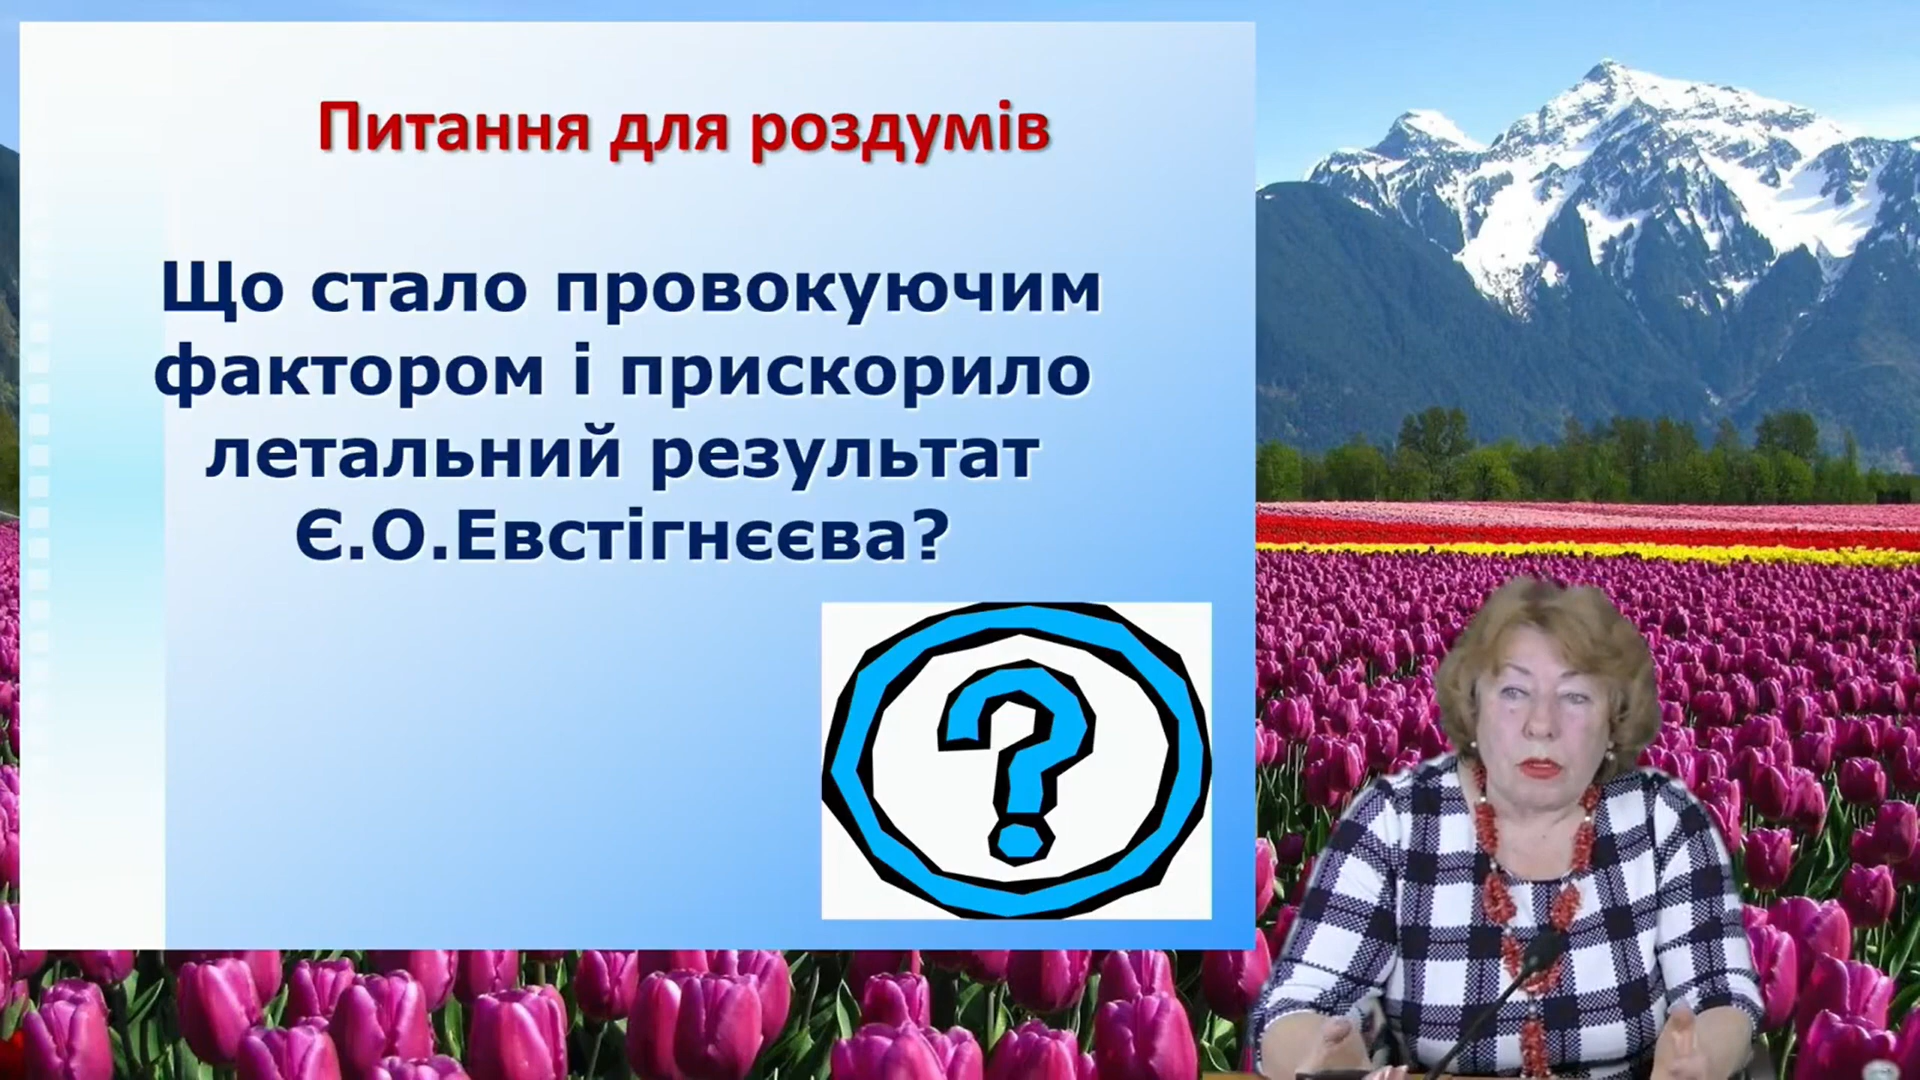 Питання для роздумів
Що стало провокуючим
фактором і прискорило
летальний результат
Є.О.Евстігнєєва?